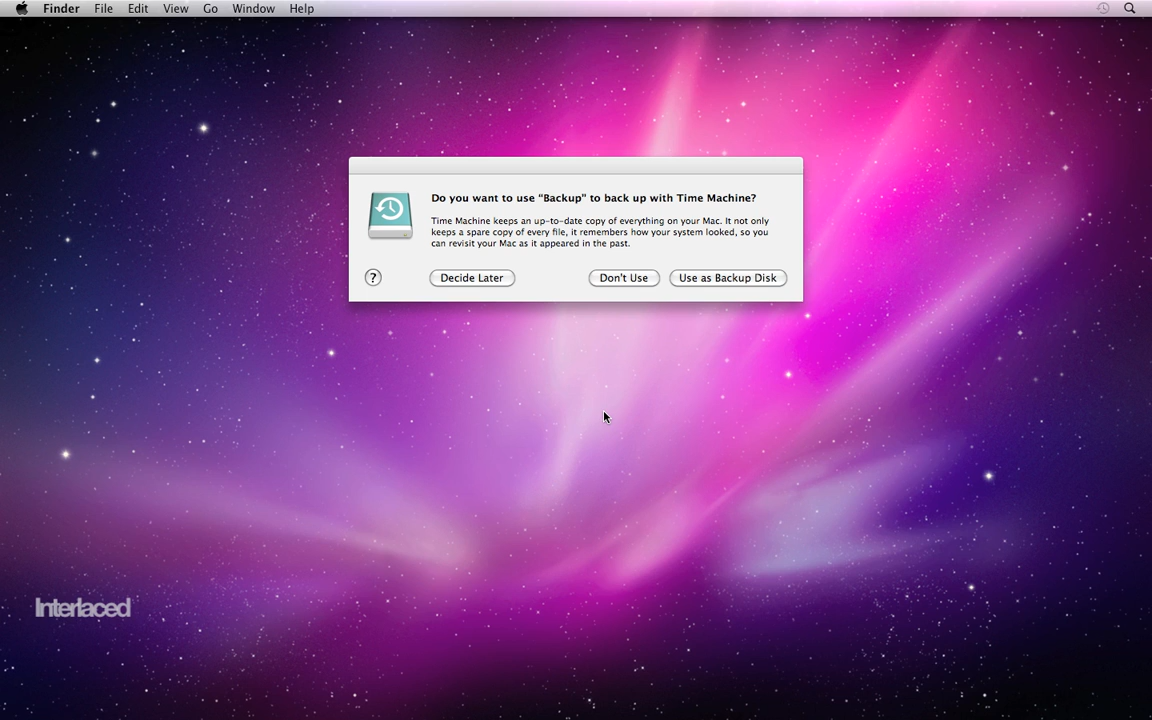 Finder File Edit View Go Window Help
Do you want to use “Backup” to back up with Time Machine?
Time Machine keeps an up-to-date copy of everything on your Mac. It not only
keeps a spare copy of every file, it remembers how your system looked, so you
can revisit your Mac as it appeared in the past.
? Decide Later Don't Use Use as Backup Disk
Interlaced